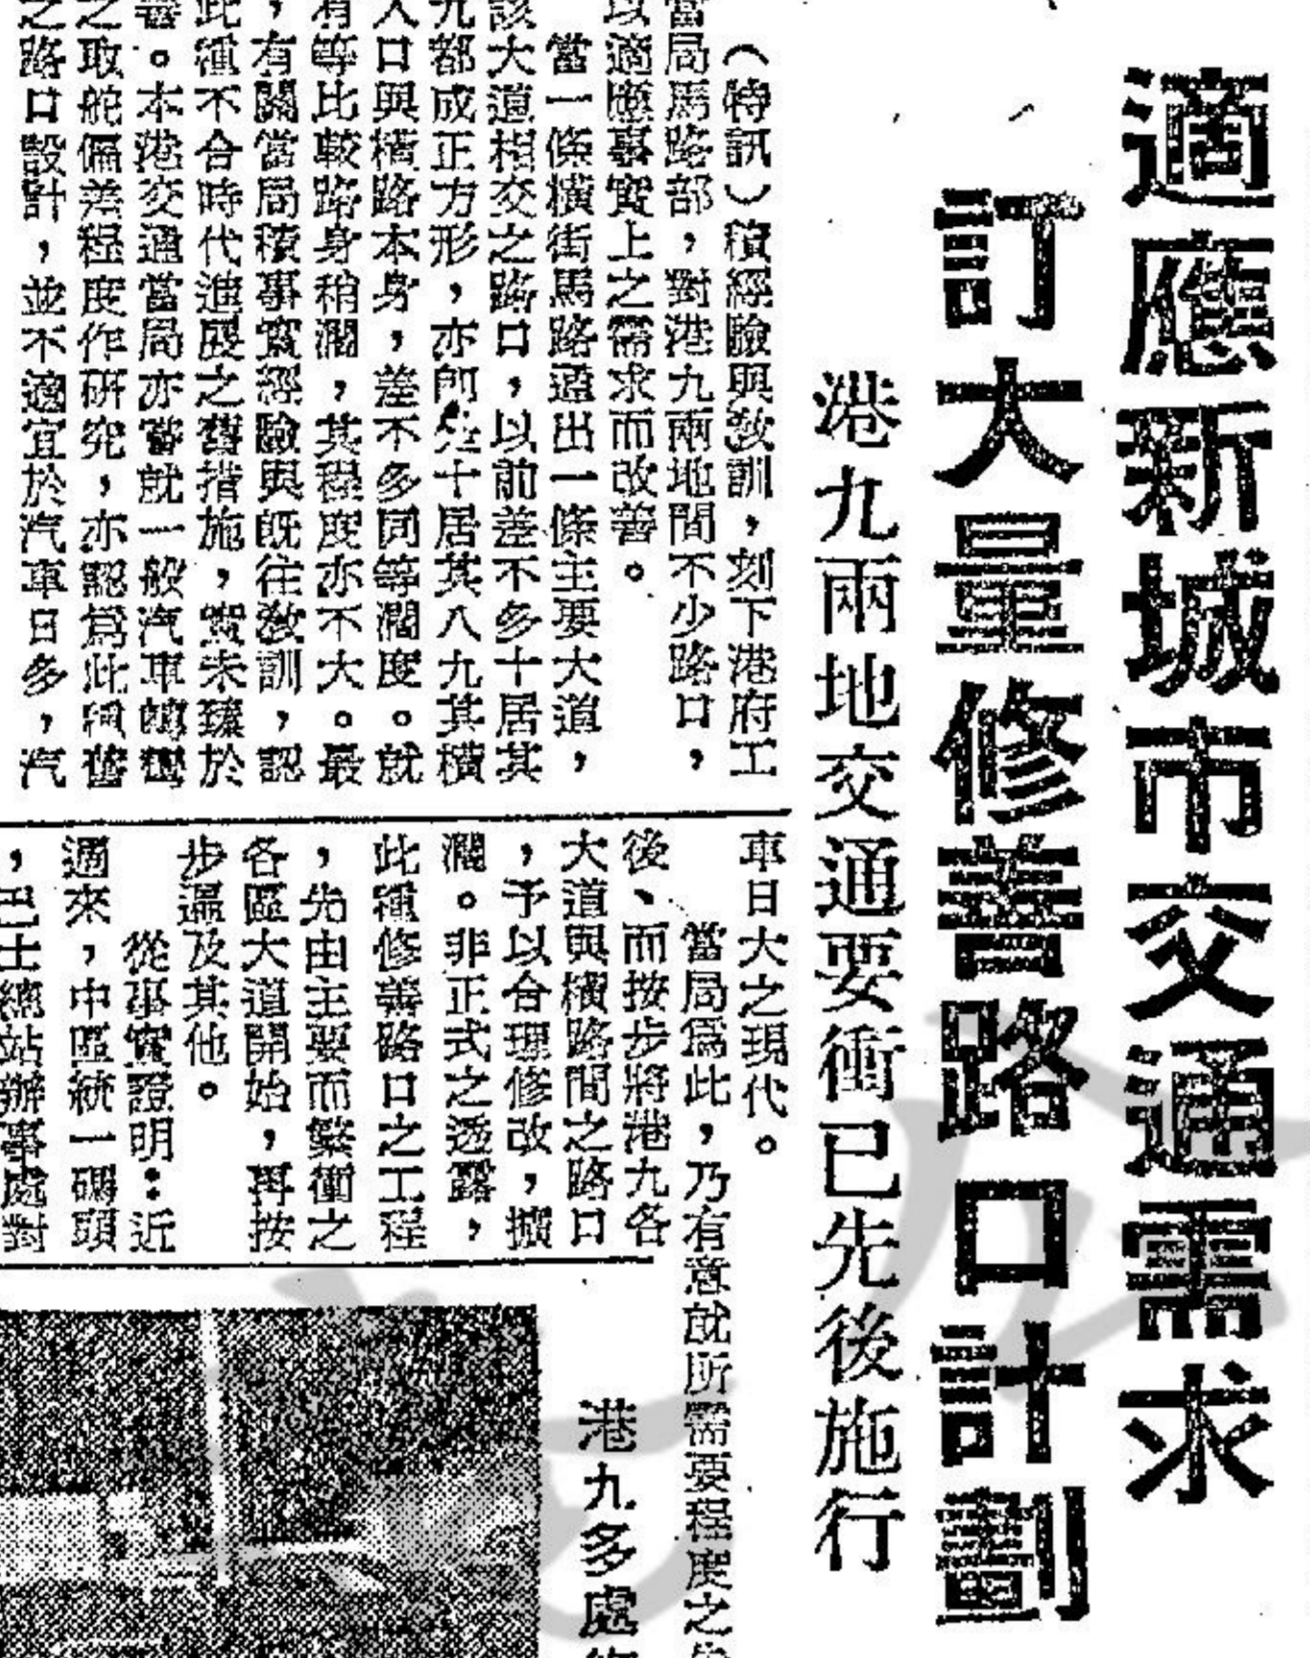 適應新城市交通需求
訂大量修善路口計劃
港九兩地交通要衝已先後施行
（特訊）積經驗與教訓，刻下港府工
當局馬路部，對港九兩地間不少路口，
以適應事實上之需求而改善。
當一條橫街馬路通出一條主要大道，
該大道相交之路口，以前差不多十居其
九都成正方形，亦即是十居其八九其橫
入口與橫路本身，差不多同等濶度。就
有等比較路身稍濶，其程度亦不大。最
，有關當局積事實經驗與既往教訓，認
此種不合時代進展之舊措施，實未臻於
善。本港交通當局亦嘗就一般汽車轉彎
之取舵偏差程度作研究，亦認爲此種舊
之路口設計，並不適宜於汽車日多，汽
車日大之現代。
當局爲此，乃有意就所需要程度之
後、而按步將港九各
大道與橫路間之路口
，予以合理修改，擴
濶。非正式之透露，
此種修善路口之工程
，先由主要而繁衝之
各區大道開始，再按
步遍及其他。
從事實證明：近
週來，中區統一碼頭
，巴士總站辦事處對
港九多處